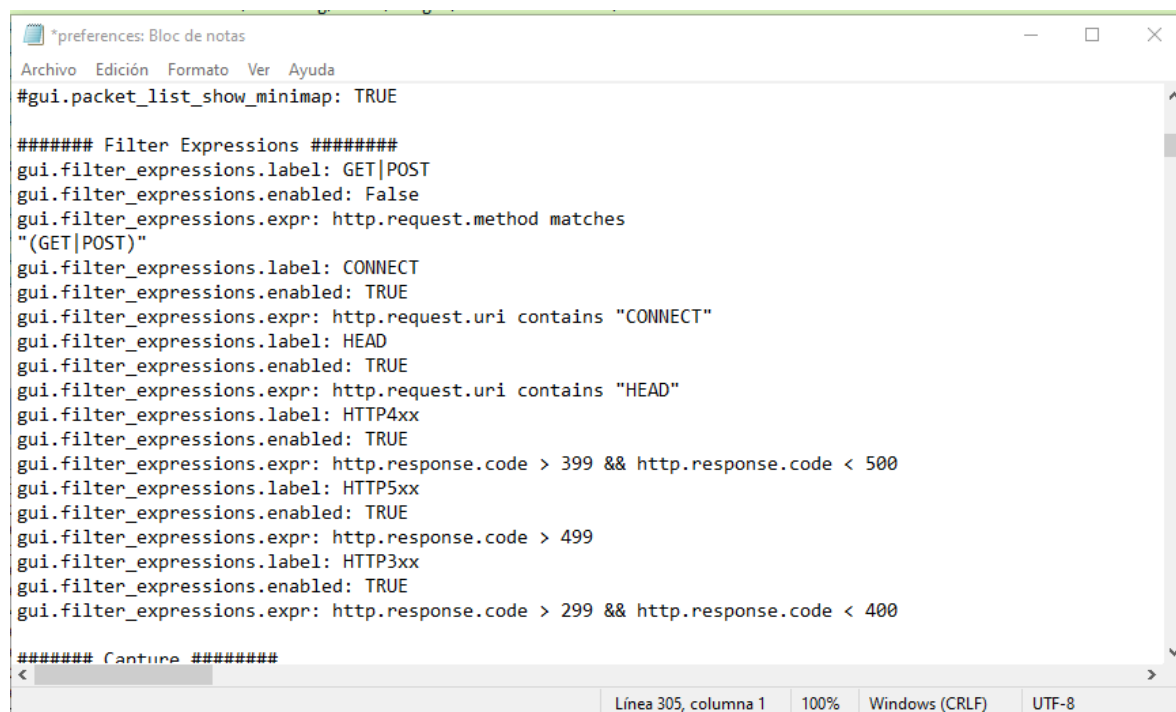 *preferences: Bloc de notas
Archivo Edición Formato Ver Ayuda
#gui.packet_list_show_minimap: TRUE
####### Filter Expressions ########
gui.filter_expressions.label: GET|POST
gui.filter_expressions.enabled: False
gui.filter_expressions.expr: http.request.method matches
"(GET|POST)"
gui.filter_expressions.label: CONNECT
gui.filter_expressions.enabled: TRUE
gui.filter_expressions.expr: http.request.uri contains "CONNECT"
gui.filter_expressions.label: HEAD
gui.filter_expressions.enabled: TRUE
gui.filter_expressions.expr: http.request.uri contains "HEAD"
gui.filter_expressions.label: HTTP4xx
gui.filter_expressions.enabled: TRUE
gui.filter_expressions.expr: http.response.code > 399 && http.response.code < 500
gui.filter_expressions.label: HTTP5xx
gui.filter_expressions.enabled: TRUE
gui.filter_expressions.expr: http.response.code > 499
gui.filter_expressions.label: HTTP3xx
gui.filter_expressions.enabled: TRUE
gui.filter_expressions.expr: http.response.code > 299 && http.response.code < 400
####### Capture ########
Línea 305, columna 1 100% Windows (CRLF) UTF-8